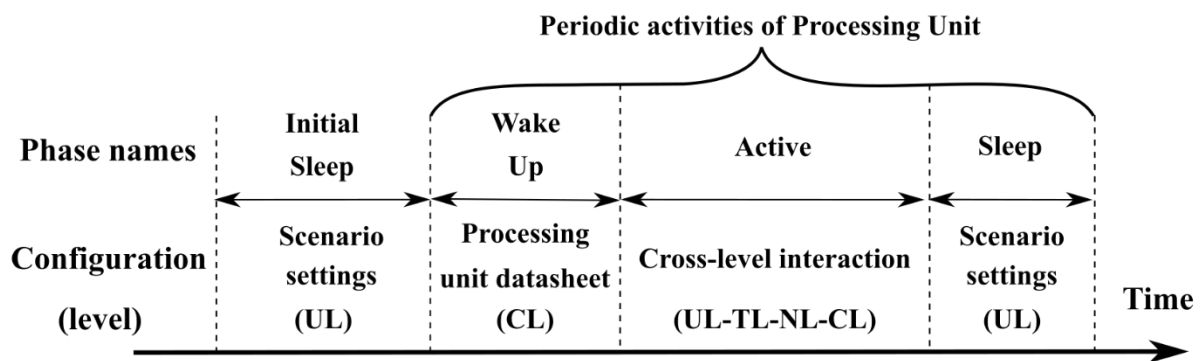 Periodic activities of Processing Unit
Phase names
Initial
Sleep
Wake
Up
Active
Sleep
Configuration
(level)
Scenario
settings
(UL)
Processing
unit datasheet
(CL)
Cross-level interaction
(UL-TL-NL-CL)
Scenario
settings
(UL)
Time